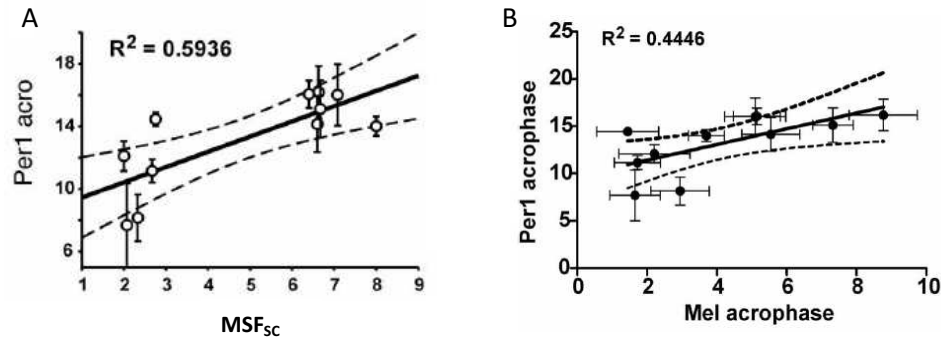 A
R² = 0.5936
Per1 acro
18
14
10
6
1 2 3 4 5 6 7 8 9
MSFSC
B
R² = 0.4446
Per1 acrophase
25
20
15
10
5
0
0 2 4 6 8 10
Mel acrophase